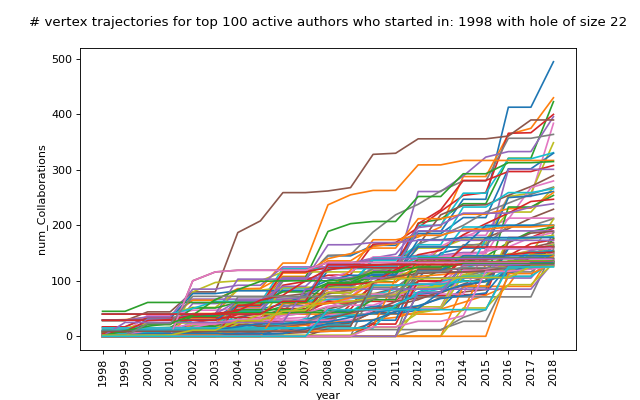 # vertex trajectories for top 100 active authors who started in: 1998 with hole of size 22
500
400
300
200
100
0
num_Collaborations
1998 1999 2000 2001 2002 2003 2004 2005 2006 2007 2008 2009 2010 2011 2012 2013 2014 2015 2016 2017 2018
year